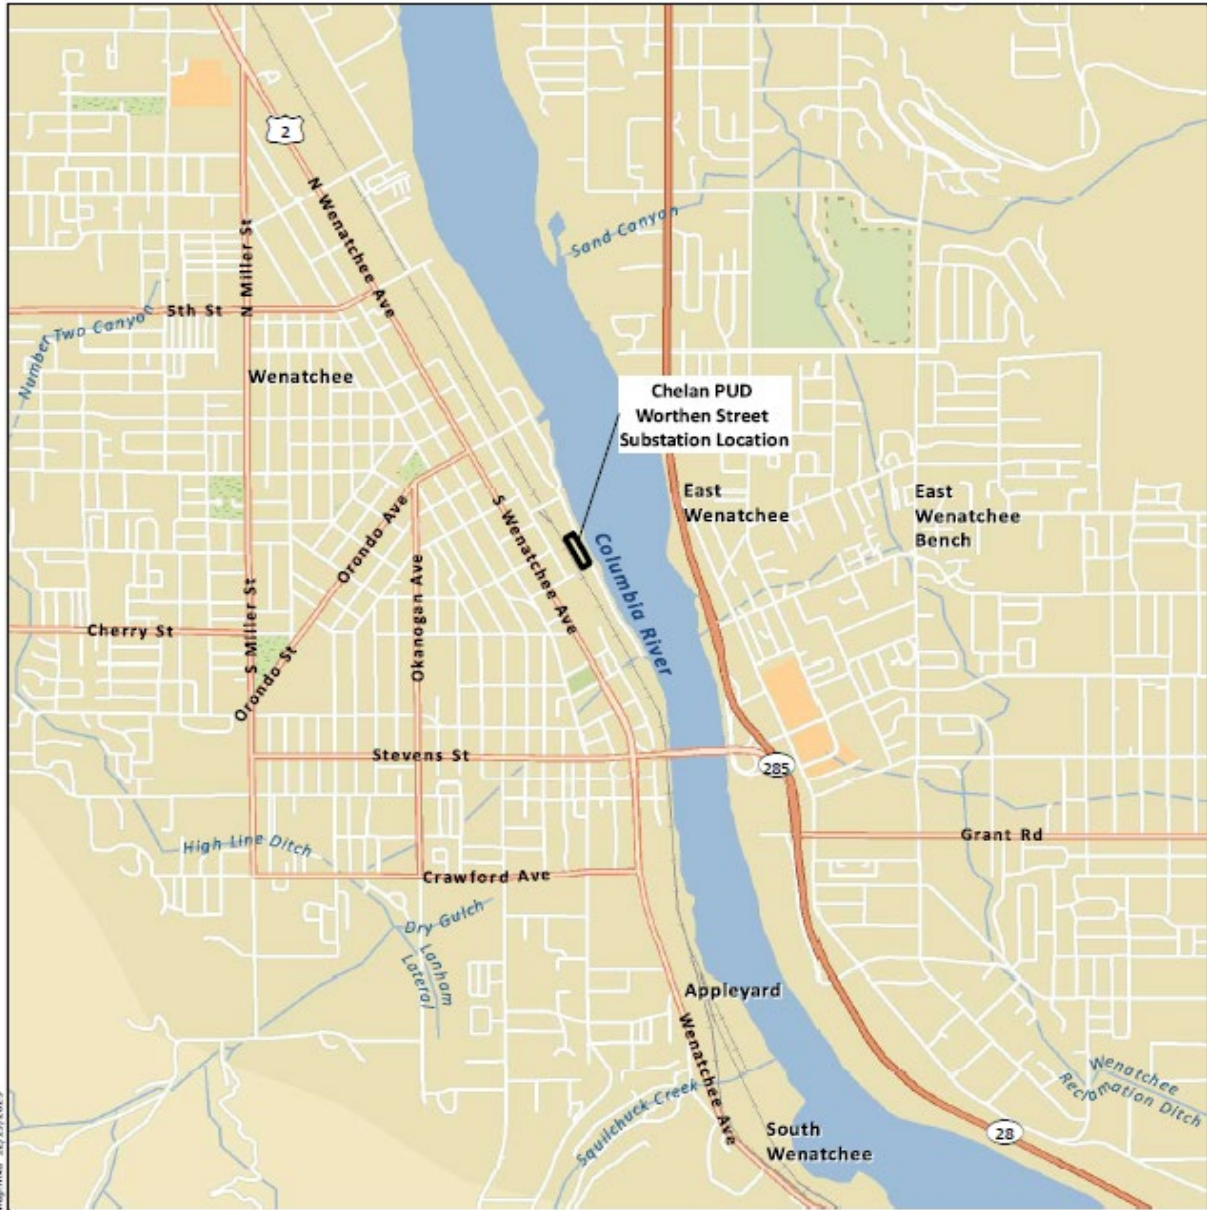 2
N Wenatchee Ave
N Miller St
Sand Canyon
5th St
Number Two Canyon
Wenatchee
Chelan PUD
Worthen Street
Substation Location
East
Wenatchee
East
Wenatchee
Bench
Orondo Ave
S Wenatchee Ave
Columbia River
Okanogan Ave
S Miller St
Cherry St
Orondo St
Stevens St
285
Grant Rd
High Line Ditch
Crawford Ave
Dry Gulch
Lanham
Lateral
Appleyard
Wenatchee Ave
Squilchuck Creek
Wenatchee
Reclamation Ditch
South
Wenatchee
28